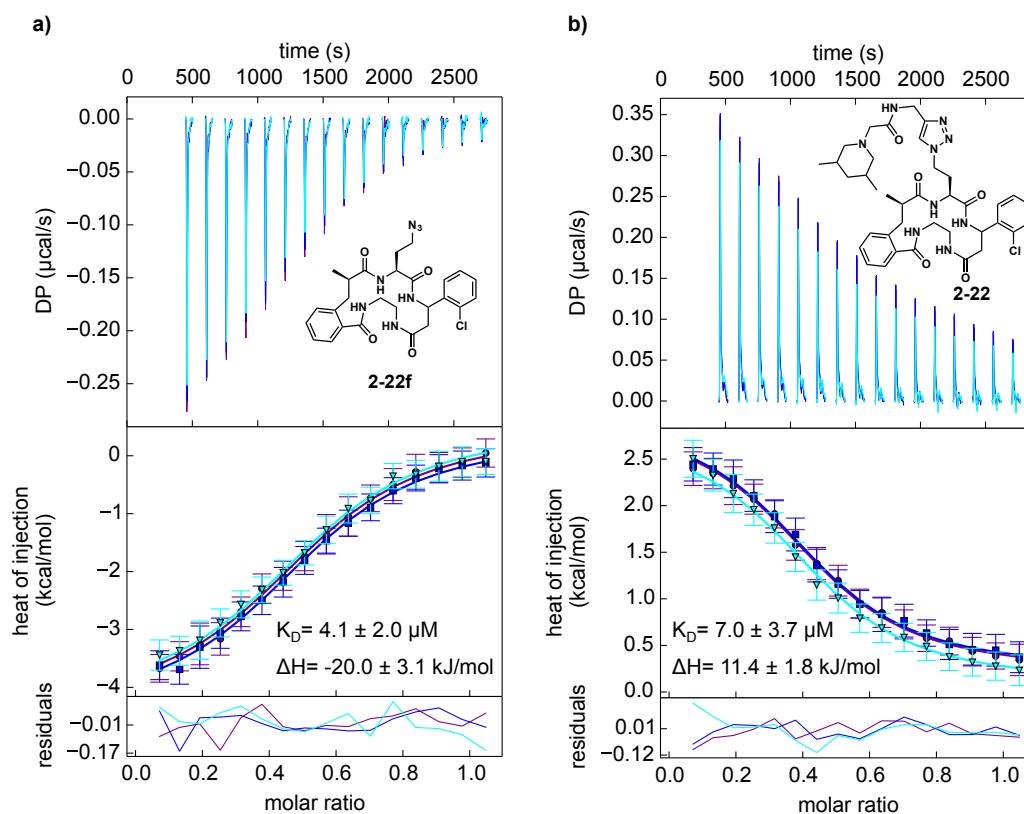 a)
time (s)
0 500 1000 1500 2000 2500
0.00
−0.05
−0.10
−0.15
−0.20
−0.25
DP (µcal/s)
N3
O
N
H
O
HN
Cl
HN
HN
O
O
2-22f
0
−1
−2
−3
−4
heat of injection
(kcal/mol)
KD= 4.1 ± 2.0 µM
ΔH= -20.0 ± 3.1 kJ/mol
−0.01
−0.17
residuals
0.0 0.2 0.4 0.6 0.8 1.0
molar ratio
b)
time (s)
0 500 1000 1500 2000 2500
0.35
0.30
0.25
0.20
0.15
0.10
0.05
0.00
DP (µcal/s)
HN
O
N
N
N
N
O
N
H
O
HN
Cl
HN
HN
O
O
2-22
2.5
2.0
1.5
1.0
0.5
0.0
heat of injection
(kcal/mol)
KD= 7.0 ± 3.7 µM
ΔH= 11.4 ± 1.8 kJ/mol
0.01
−0.12
residuals
0.0 0.2 0.4 0.6 0.8 1.0
molar ratio